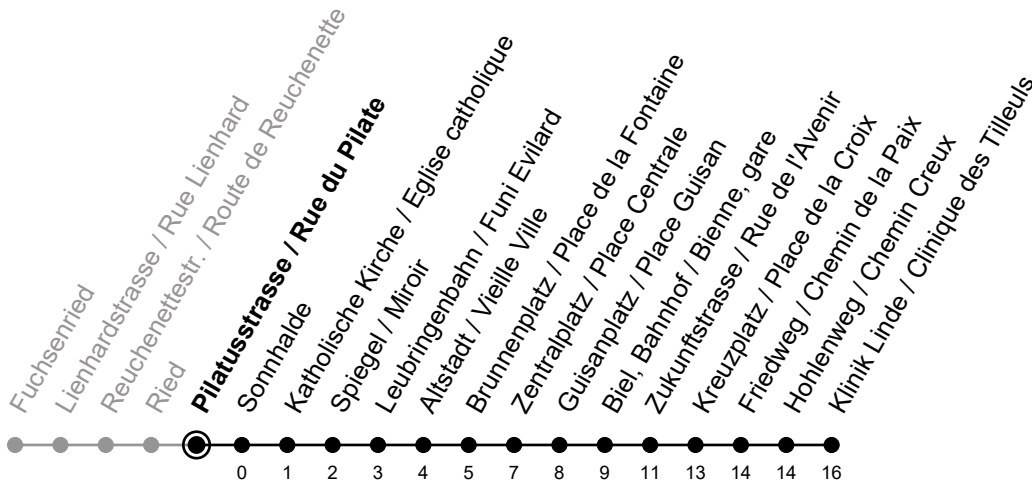 Fuchsenried
Lienhardstrasse / Rue Lienhard
Reuchenettestr. / Route de Reuchenette
Ried
Pilatusstrasse / Rue du Pilate
Sonnhalde
Katholische Kirche / Eglise catholique
Spiegel / Miroir
Leubringenbahn / Funi Evilard
Altstadt / Vieille Ville
Brunnenplatz / Place de la Fontaine
Zentralplatz / Place Centrale
Guisanplatz / Place Guisan
Biel, Bahnhof / Bienne, gare
Zukunftstrasse / Rue de l'Avenir
Kreuzplatz / Place de la Croix
Friedweg / Chemin de la Paix
Hohlenweg / Chemin Creux
Klinik Linde / Clinique des Tilleuls
0 1 2 3 4 5 7 8 9 11 13 14 14 16